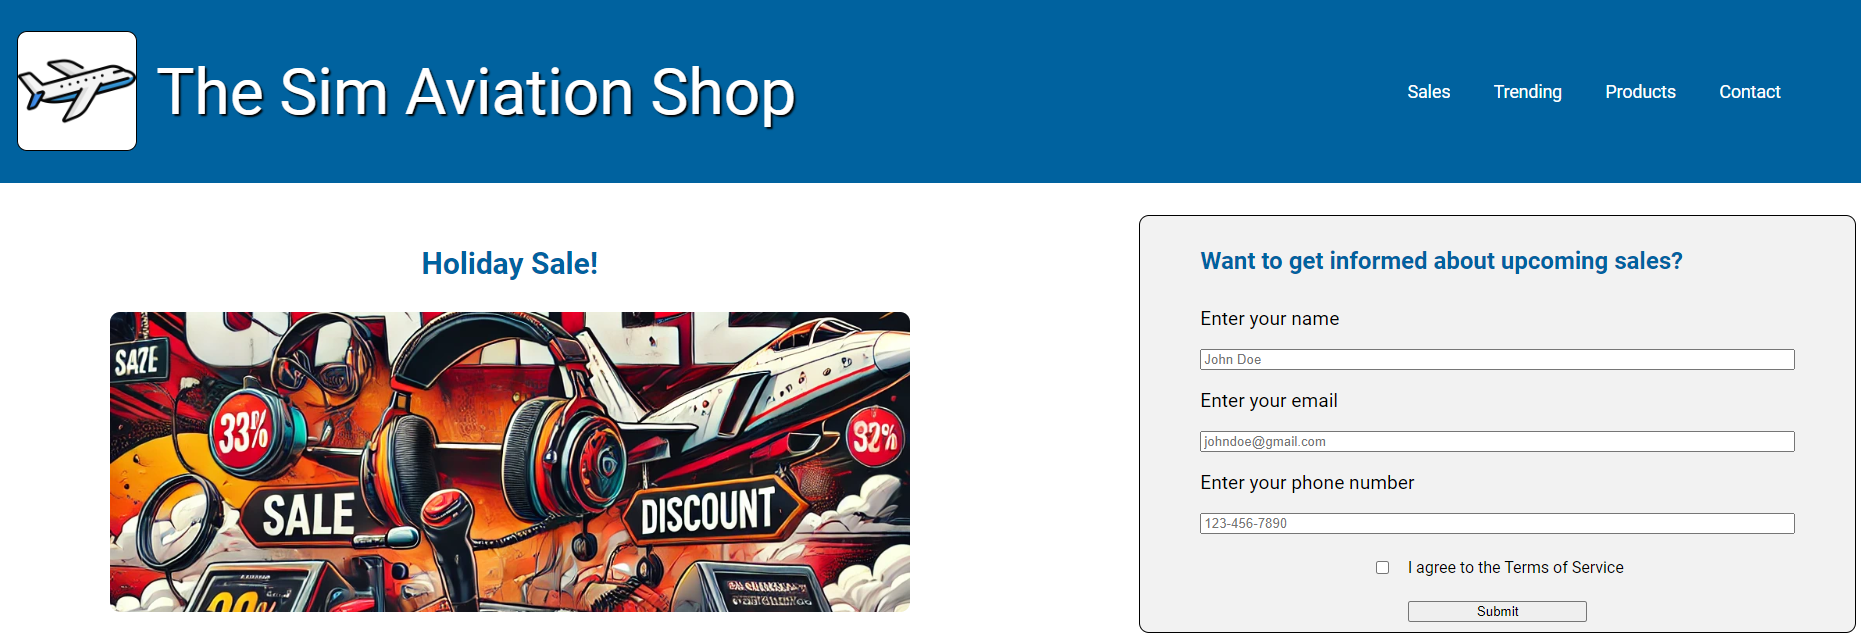 The Sim Aviation Shop
Sales
Trending
Products
Contact
Holiday Sale!
SA2E
33%
32%
SALE
DISCOUNT
Want to get informed about upcoming sales?
Enter your name
John Doe
Enter your email
johndoe@gmail.com
Enter your phone number
123-456-7890
I agree to the Terms of Service
Submit